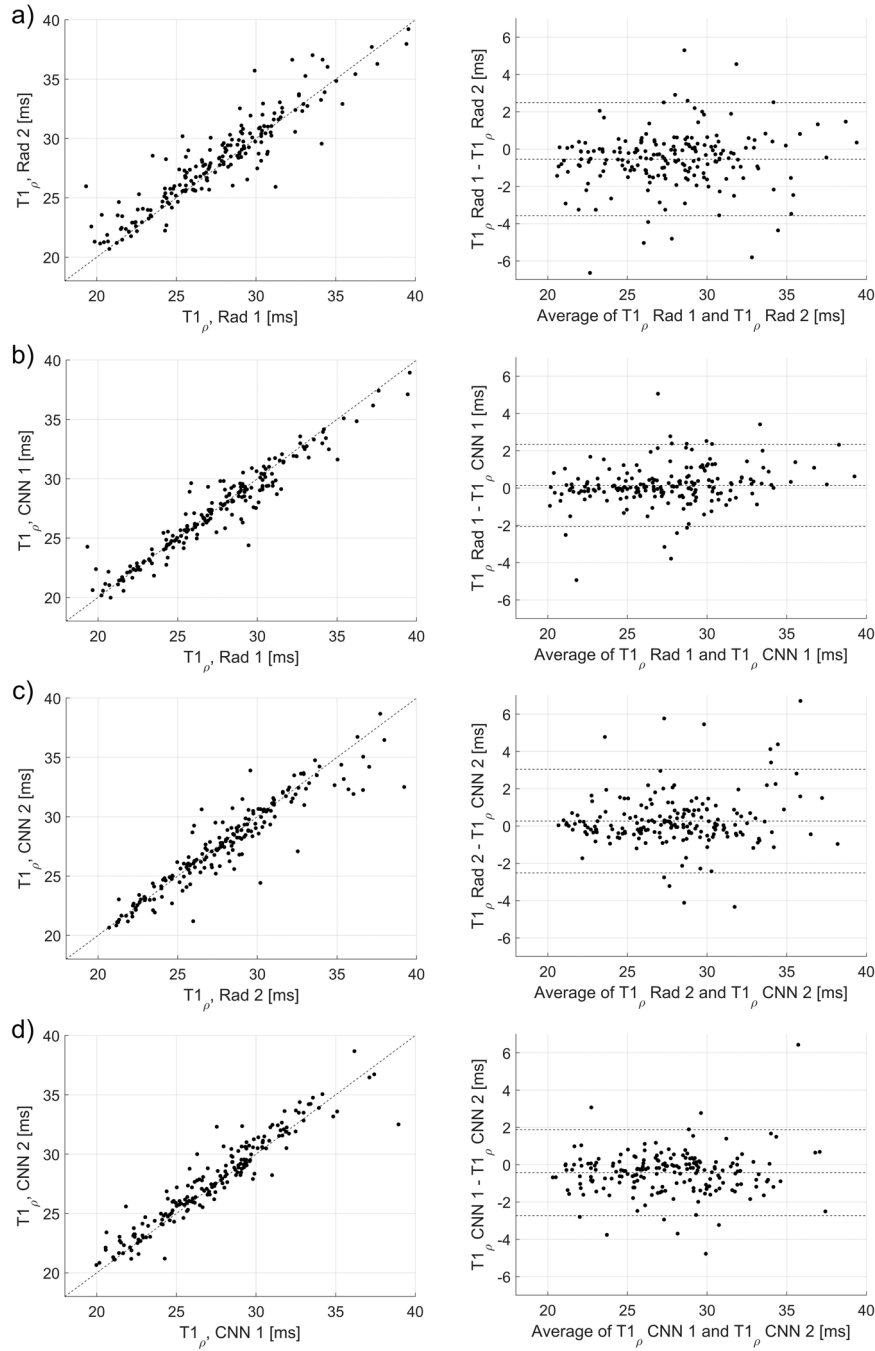 a)
40
35
30
25
20
T1ρ, Rad 2 [ms]
20 25 30 35 40
T1ρ, Rad 1 [ms]
6
4
2
0
-2
-4
-6
T1ρ Rad 1 - T1ρ Rad 2 [ms]
20 25 30 35 40
Average of T1ρ Rad 1 and T1ρ Rad 2 [ms]
b)
40
35
30
25
20
T1ρ, CNN 1 [ms]
20 25 30 35 40
T1ρ, Rad 1 [ms]
6
4
2
0
-2
-4
-6
T1ρ Rad 1 - T1ρ CNN 1 [ms]
20 25 30 35 40
Average of T1ρ Rad 1 and T1ρ CNN 1 [ms]
c)
40
35
30
25
20
T1ρ, CNN 2 [ms]
20 25 30 35 40
T1ρ, Rad 2 [ms]
6
4
2
0
-2
-4
-6
T1ρ Rad 2 - T1ρ CNN 2 [ms]
20 25 30 35 40
Average of T1ρ Rad 2 and T1ρ CNN 2 [ms]
d)
40
35
30
25
20
T1ρ, CNN 2 [ms]
20 25 30 35 40
T1ρ, CNN 1 [ms]
6
4
2
0
-2
-4
-6
T1ρ CNN 1 - T1ρ CNN 2 [ms]
20 25 30 35 40
Average of T1ρ CNN 1 and T1ρ CNN 2 [ms]